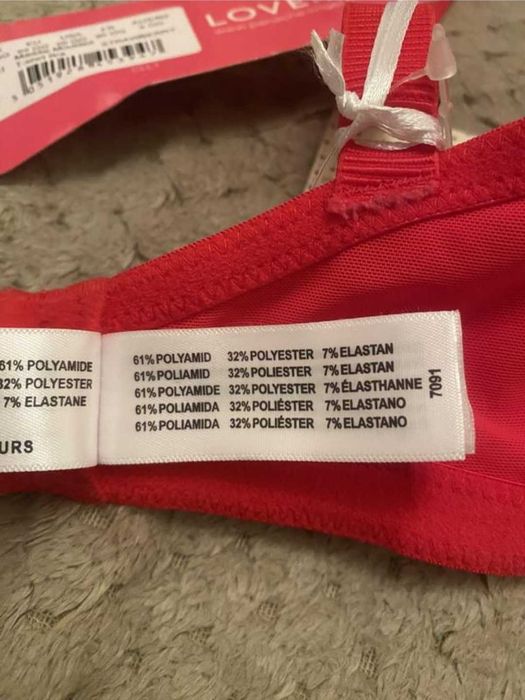 LOVE
61% POLYAMIDE
32% POLYESTER
7% ELASTANE
URS
61% POLYAMID 32% POLYESTER 7% ELASTAN
61% POLIAMID 32% POLIESTER 7% ELASTAN
61% POLYAMIDE 32% POLYESTER 7% ÉLASTHANNE
61% POLIAMIDA 32% POLIÉSTER 7% ELASTANO
61% POLIAMIDA 32% POLIÉSTER 7% ELASTANO
7091